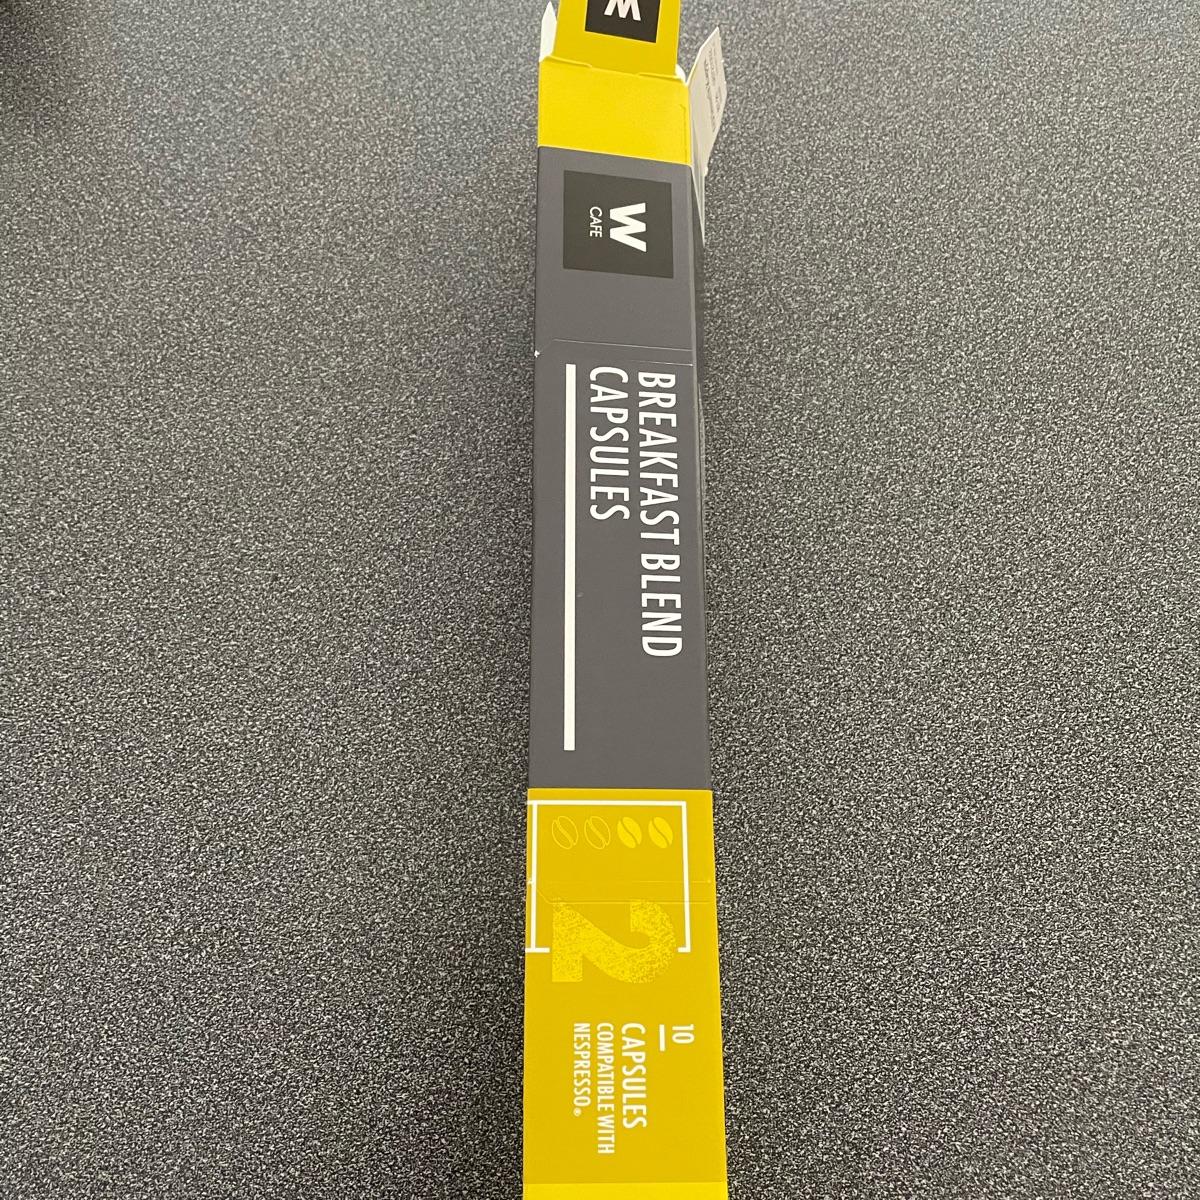 W
W
CAFE
BREAKFAST BLEND
CAPSULES
2
10
CAPSULES
COMPATIBLE WITH
NESPRESSO®